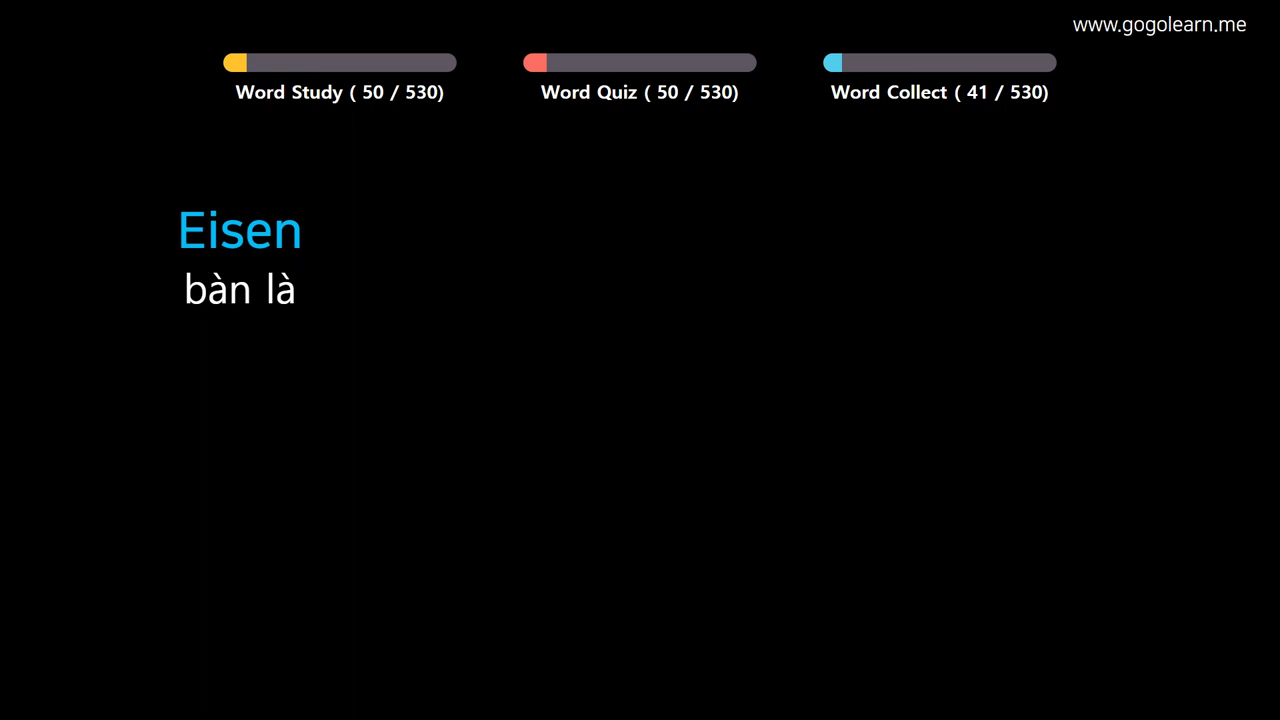 www.gogolearn.me
Word Study ( 50 / 530)
Word Quiz ( 50 / 530)
Word Collect ( 41 / 530)
Eisen
bàn là